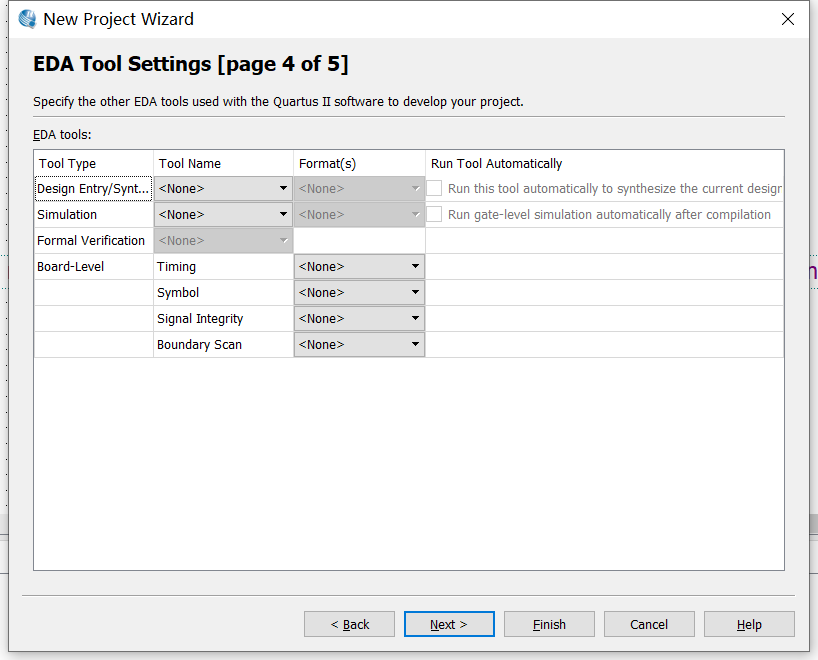 New Project Wizard
EDA Tool Settings [page 4 of 5]
Specify the other EDA tools used with the Quartus II software to develop your project.
EDA tools:
Tool Type Tool Name Format(s) Run Tool Automatically
Design Entry/Synt... <None> <None> Run this tool automatically to synthesize the current design
Simulation <None> <None> Run gate-level simulation automatically after compilation
Formal Verification <None>
Board-Level Timing <None>
Symbol <None>
Signal Integrity <None>
Boundary Scan <None>
< Back Next > Finish Cancel Help